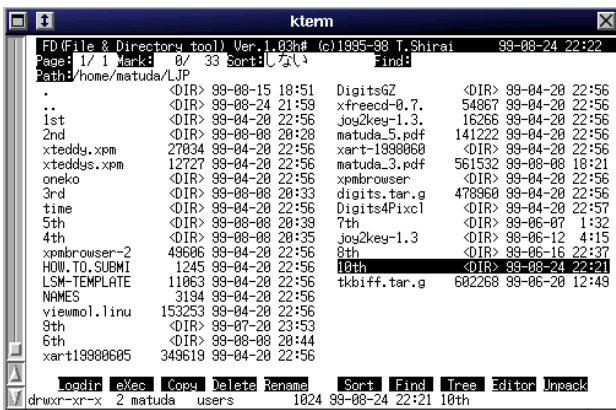 kterm
FD(File & Directory tool) Ver.1.03h# (c)1995-98 T.Shirai 99-08-24 22:22
Page: 1/ 1 Mark: 0/ 33 Sort:しない Find:
Path:/home/matuda/LJP
. <DIR> 99-08-15 18:51 DigitsGZ <DIR> 99-04-20 22:56
.. <DIR> 99-08-24 21:59 xfreecd-0.7. 54867 99-04-20 22:56
1st <DIR> 99-04-20 22:56 joy2key-1.3. 16266 99-04-20 22:56
2nd <DIR> 99-08-08 20:28 matuda_5.pdf 141222 99-04-20 22:56
xteddy.xpm 27034 99-04-20 22:56 xart-1998060 <DIR> 99-04-20 22:56
xteddys.xpm 12727 99-04-20 22:56 matuda_3.pdf 561532 99-08-08 18:21
oneko <DIR> 99-04-20 22:56 xpmbrowser <DIR> 99-04-20 22:56
3rd <DIR> 99-08-08 20:33 digits.tar.g 478960 99-04-20 22:56
time <DIR> 99-04-20 22:56 Digits4Pixcl <DIR> 99-04-20 22:57
5th <DIR> 99-08-08 20:39 7th <DIR> 99-06-07 1:32
4th <DIR> 99-08-08 20:35 joy2key-1.3 <DIR> 98-06-12 4:15
xpmbrowser-2 49606 99-04-20 22:56 8th <DIR> 99-06-16 22:37
HOW.TO.SUBMI 1245 99-04-20 22:56 10th <DIR> 99-08-24 22:21
LSM-TEMPLATE 11063 99-04-20 22:56 tkbiff.tar.g 602268 99-06-20 12:49
NAMES 3194 99-04-20 22:56
viewmol.linu 153253 99-04-20 22:56
9th <DIR> 99-07-20 23:53
6th <DIR> 99-08-08 20:44
xart19980605 349619 99-04-20 22:56
Logdir eXec Copy Delete Rename Sort Find Tree Editor Unpack
drwxr-xr-x 2 matuda users 1024 99-08-24 22:21 10th